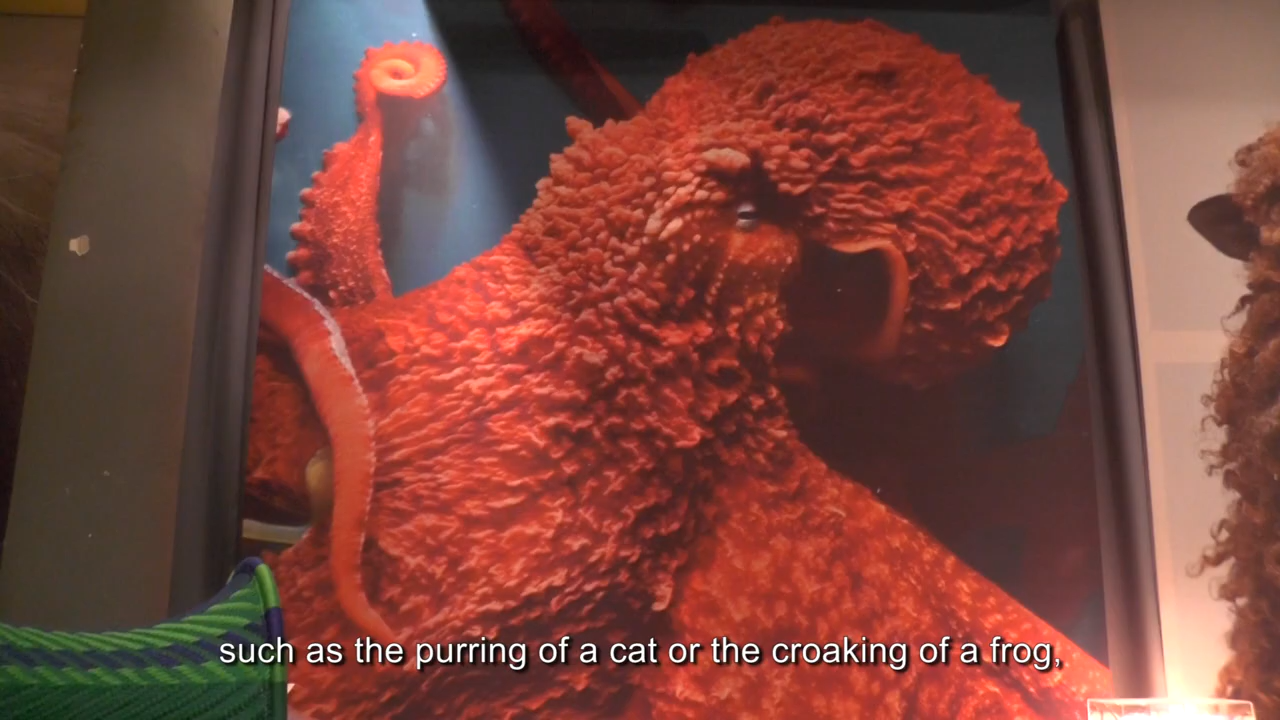 such as the purring of a cat or the croaking of a frog,